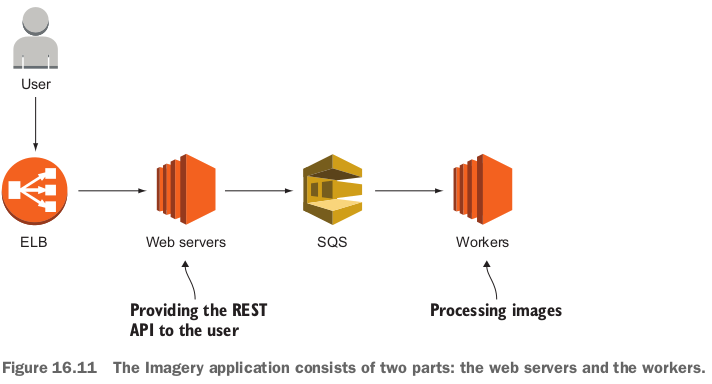 User
ELB
Web servers
SQS
Workers
Providing the REST
API to the user
Processing images
Figure 16.11 The Imagery application consists of two parts: the web servers and the workers.